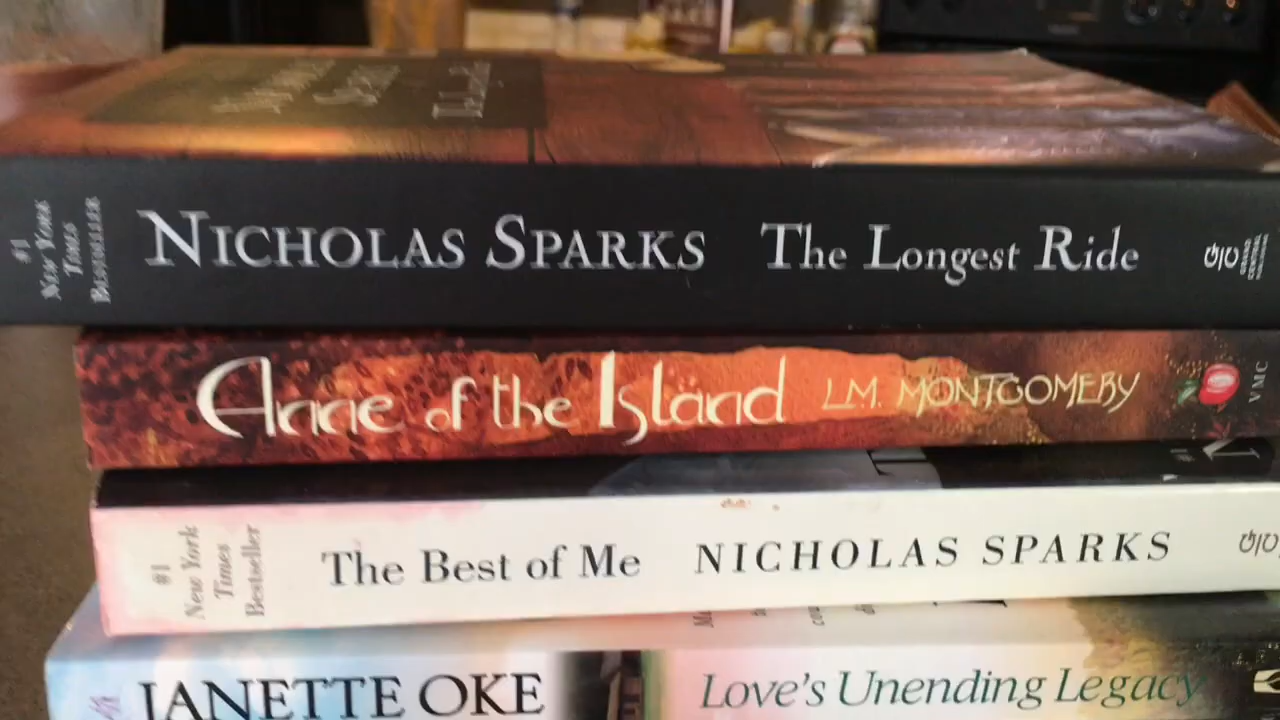 #1
NEW YORK
TIMES
BESTSELLER
NICHOLAS SPARKS The Longest Ride
Anne of the Island L.M. MONTGOMERY VMC
#1
New York
Times
Bestseller
The Best of Me NICHOLAS SPARKS
JANETTE OKE Love's Unending Legacy